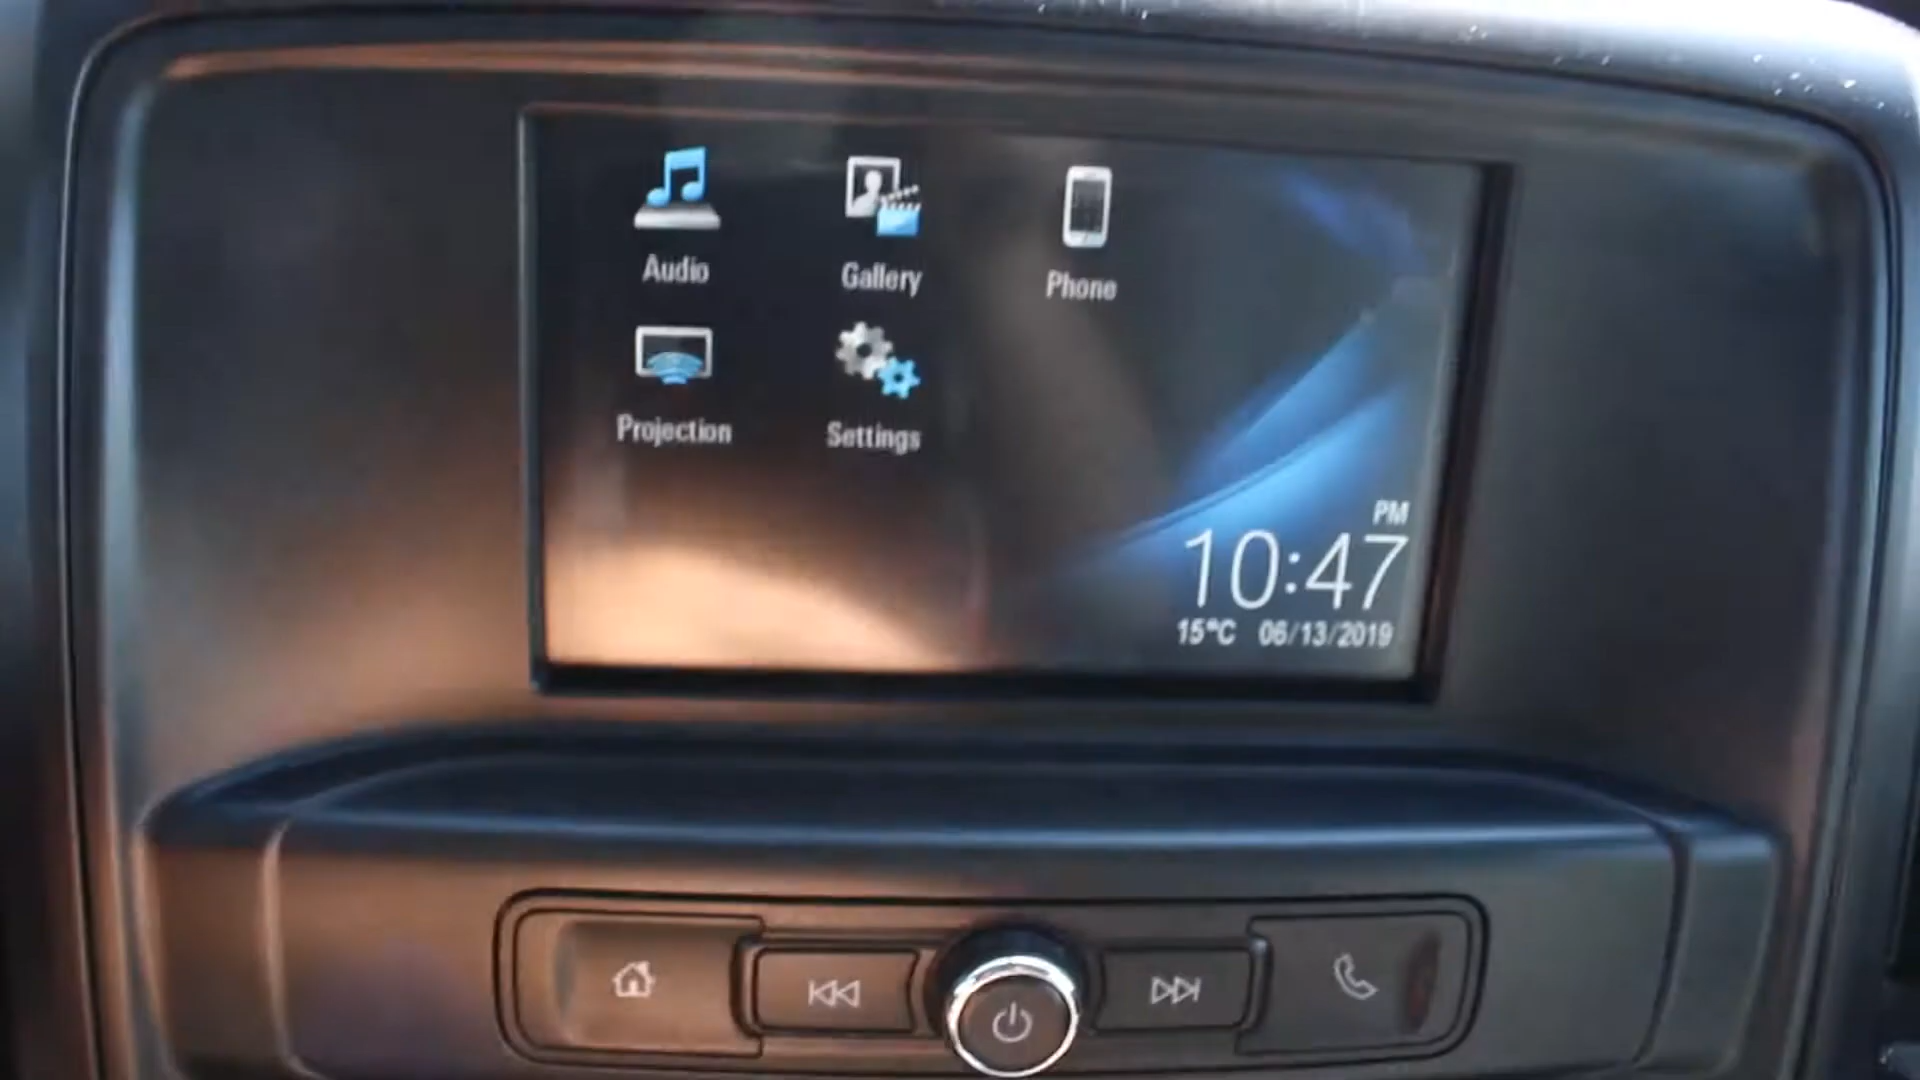 Audio
Gallery
Phone
Projection
Settings
PM
10:47
15°C 06/13/2019